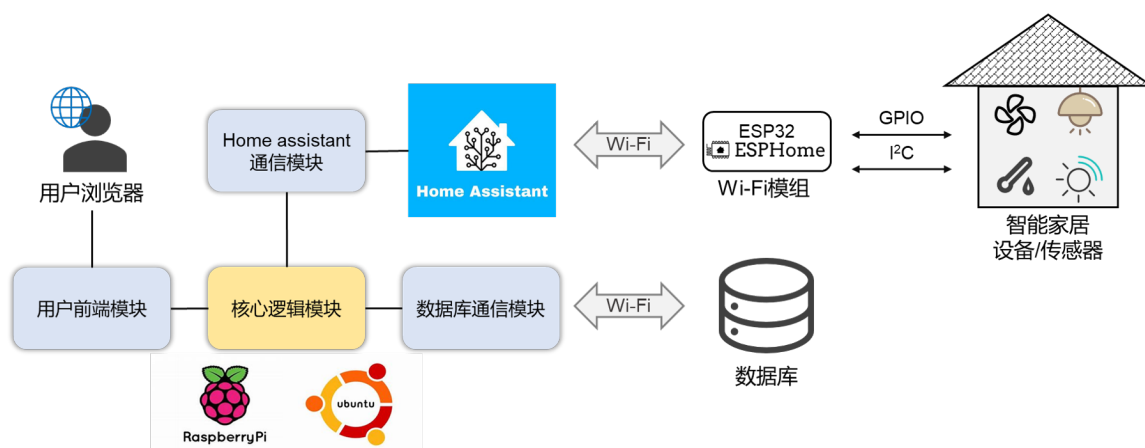 用户浏览器
Home assistant
通信模块
Home Assistant
Wi-Fi
ESP32
ESPHome
Wi-Fi模组
GPIO
I²C
智能家居
设备/传感器
用户前端模块
核心逻辑模块
数据库通信模块
Wi-Fi
数据库
RaspberryPi
ubuntu